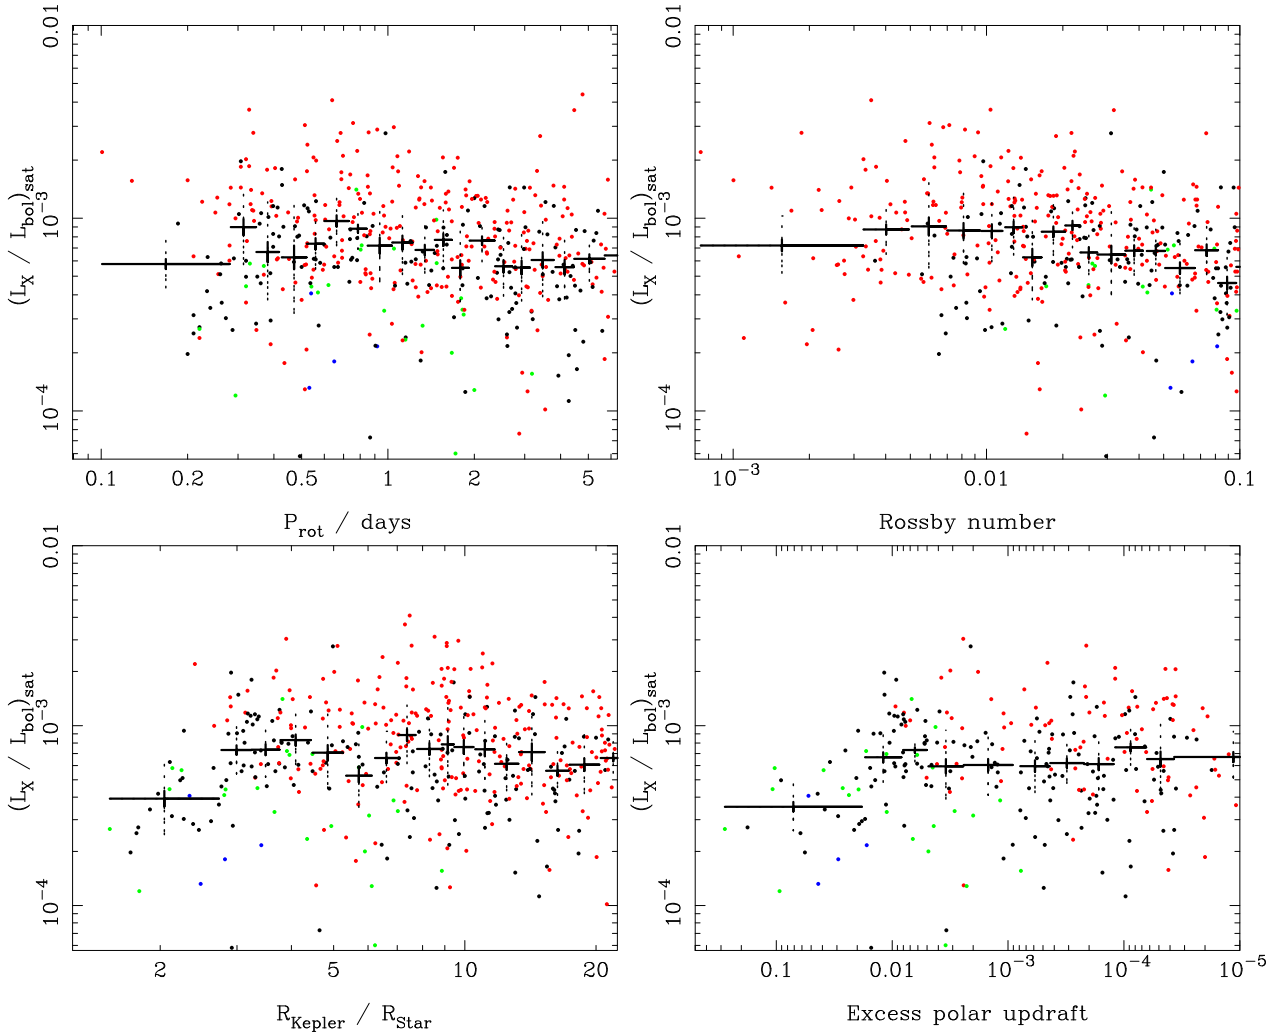 0.01
10⁻³
10⁻⁴
(L_X / L_bol)_sat
0.1 0.2 0.5 1 2 5
P_rot / days
0.01
10⁻³
10⁻⁴
(L_X / L_bol)_sat
10⁻³ 0.01 0.1
Rossby number
0.01
10⁻³
10⁻⁴
(L_X / L_bol)_sat
2 5 10 20
R_Kepler / R_Star
0.01
10⁻³
10⁻⁴
(L_X / L_bol)_sat
0.1 0.01 10⁻³ 10⁻⁴ 10⁻⁵
Excess polar updraft